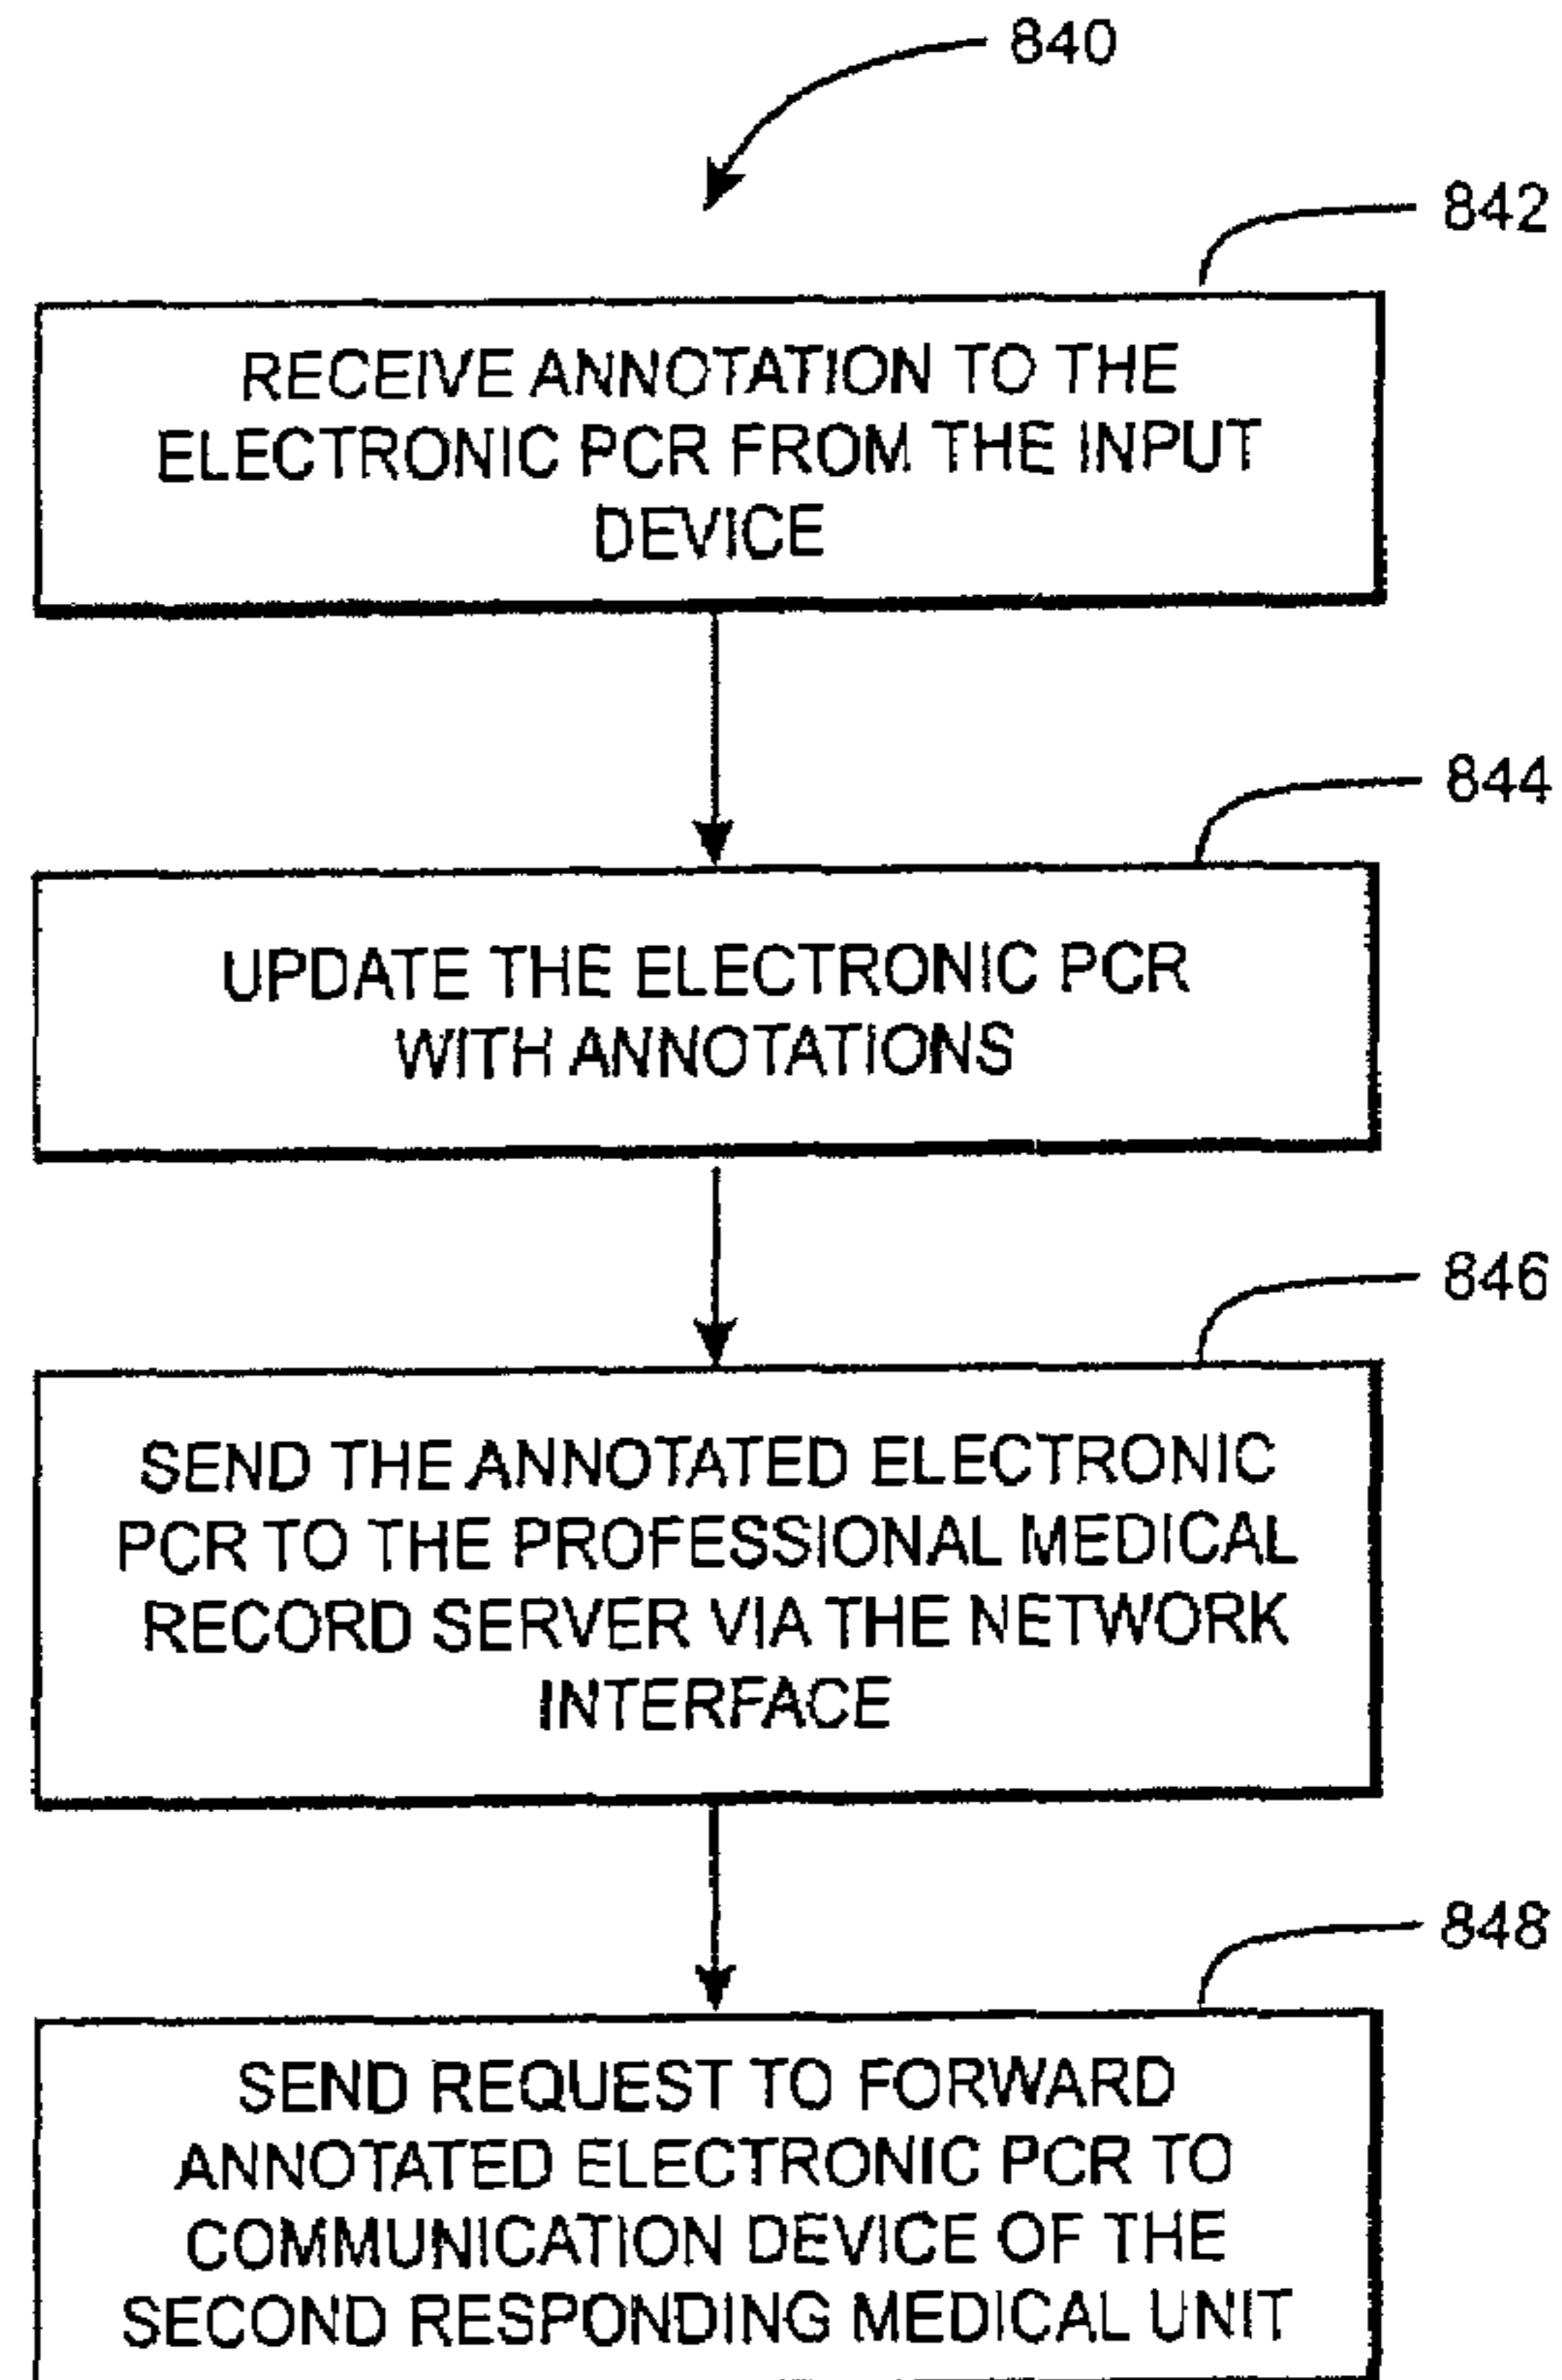 840
842
RECEIVE ANNOTATION TO THE
ELECTRONIC PCR FROM THE INPUT
DEVICE
844
UPDATE THE ELECTRONIC PCR
WITH ANNOTATIONS
846
SEND THE ANNOTATED ELECTRONIC
PCR TO THE PROFESSIONAL MEDICAL
RECORD SERVER VIA THE NETWORK
INTERFACE
848
SEND REQUEST TO FORWARD
ANNOTATED ELECTRONIC PCR TO
COMMUNICATION DEVICE OF THE
SECOND RESPONDING MEDICAL UNIT